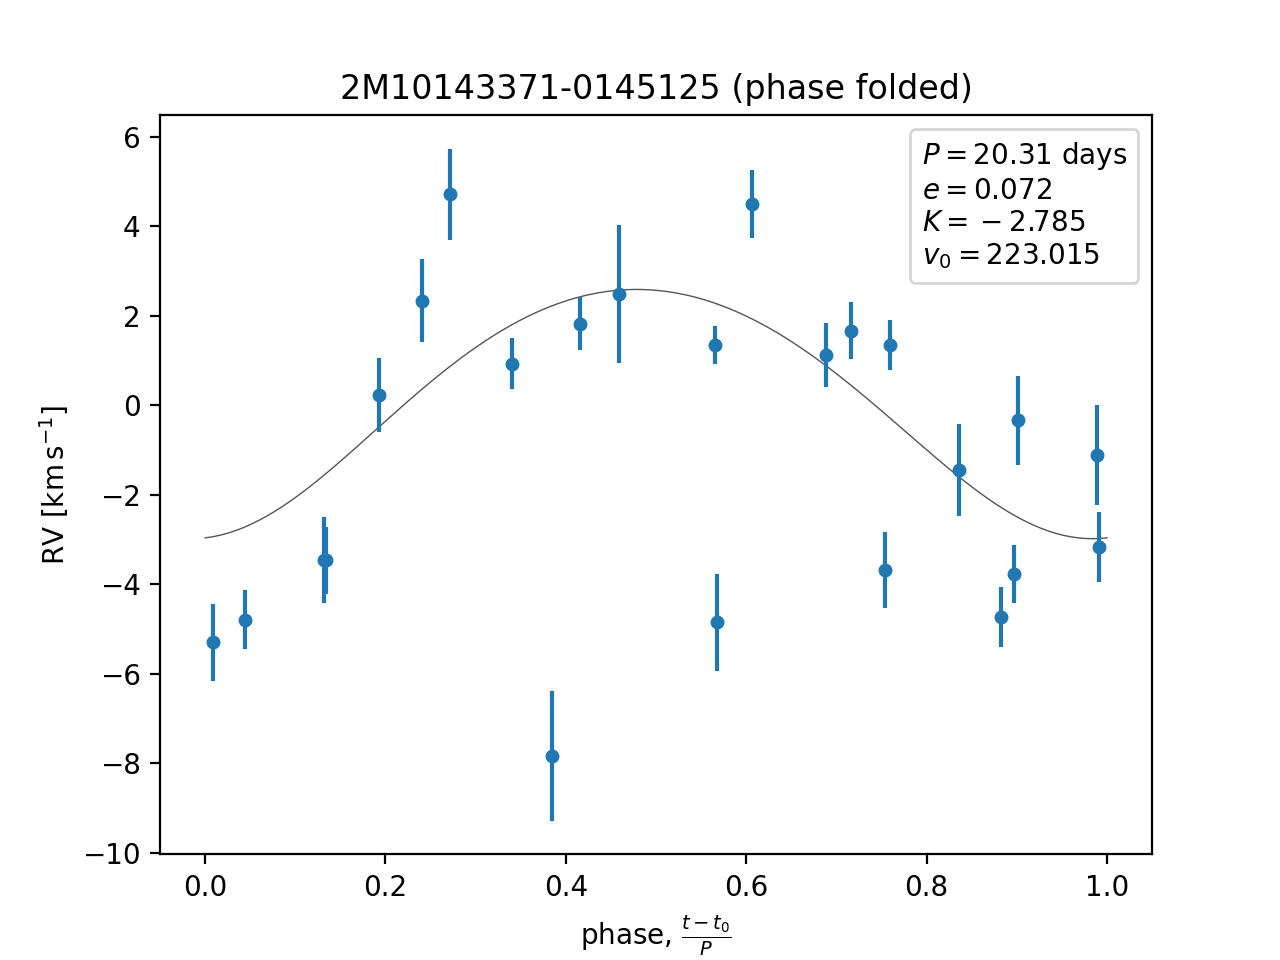 2M10143371-0145125 (phase folded)
P = 20.31 days
e = 0.072
K = −2.785
v₀ = 223.015
RV [km s⁻¹]
6
4
2
0
−2
−4
−6
−8
−10
0.0 0.2 0.4 0.6 0.8 1.0
phase, (t − t₀)/P